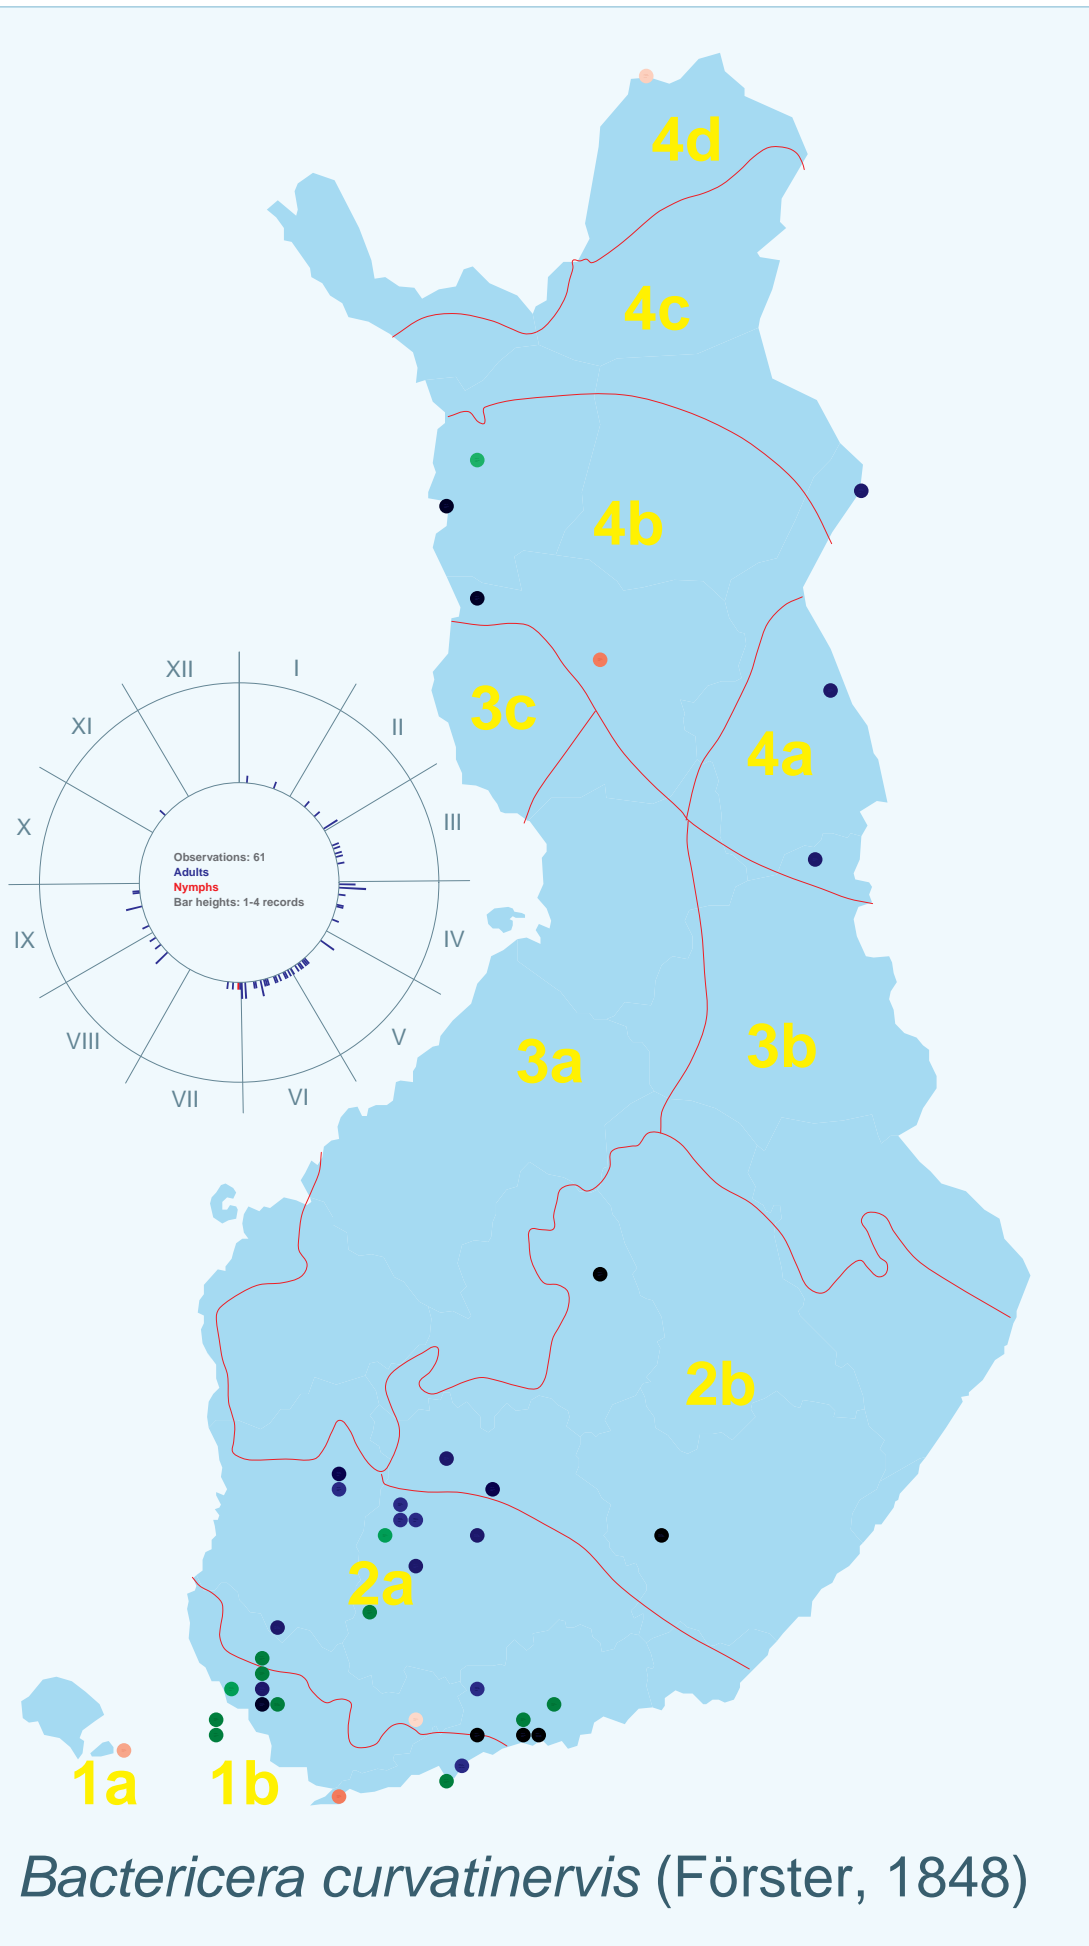 4d
4c
4b
XII
I
XI
II
3c
4a
X
III
Observations: 61
Adults
Nymphs
Bar heights: 1-4 records
IX
IV
VIII
V
3a
3b
VII
VI
2b
2a
1a
1b
Bactericera curvatinervis (Förster, 1848)